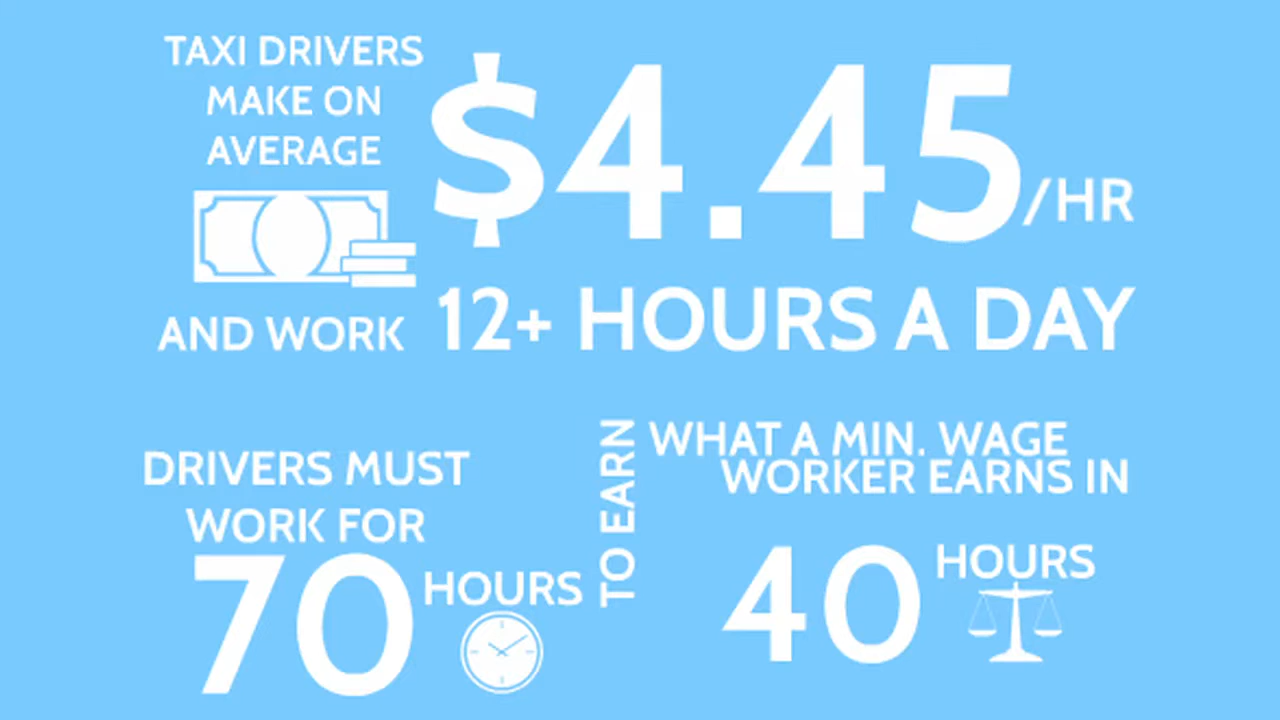 TAXI DRIVERS
MAKE ON
AVERAGE
$4.45/HR
AND WORK 12+ HOURS A DAY
DRIVERS MUST
WORK FOR
70 HOURS
TO EARN
WHAT A MIN. WAGE
WORKER EARNS IN
40 HOURS